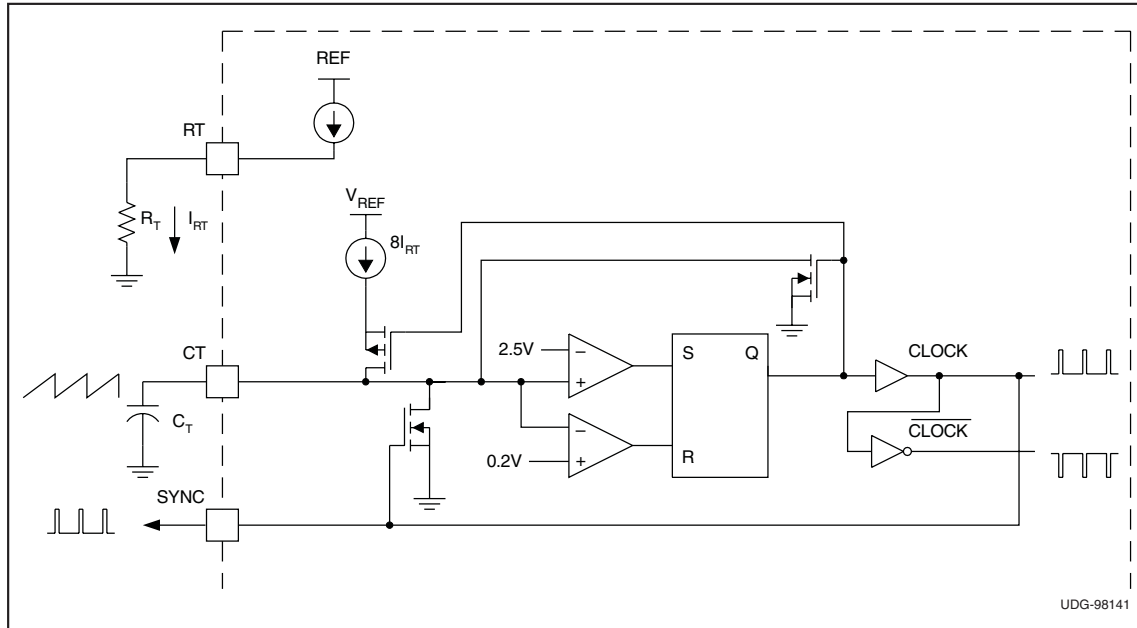 REF
RT
R_T
I_RT
V_REF
8I_RT
2.5V
S
Q
CLOCK
CT
C_T
0.2V
R
CLOCK
SYNC
UDG-98141